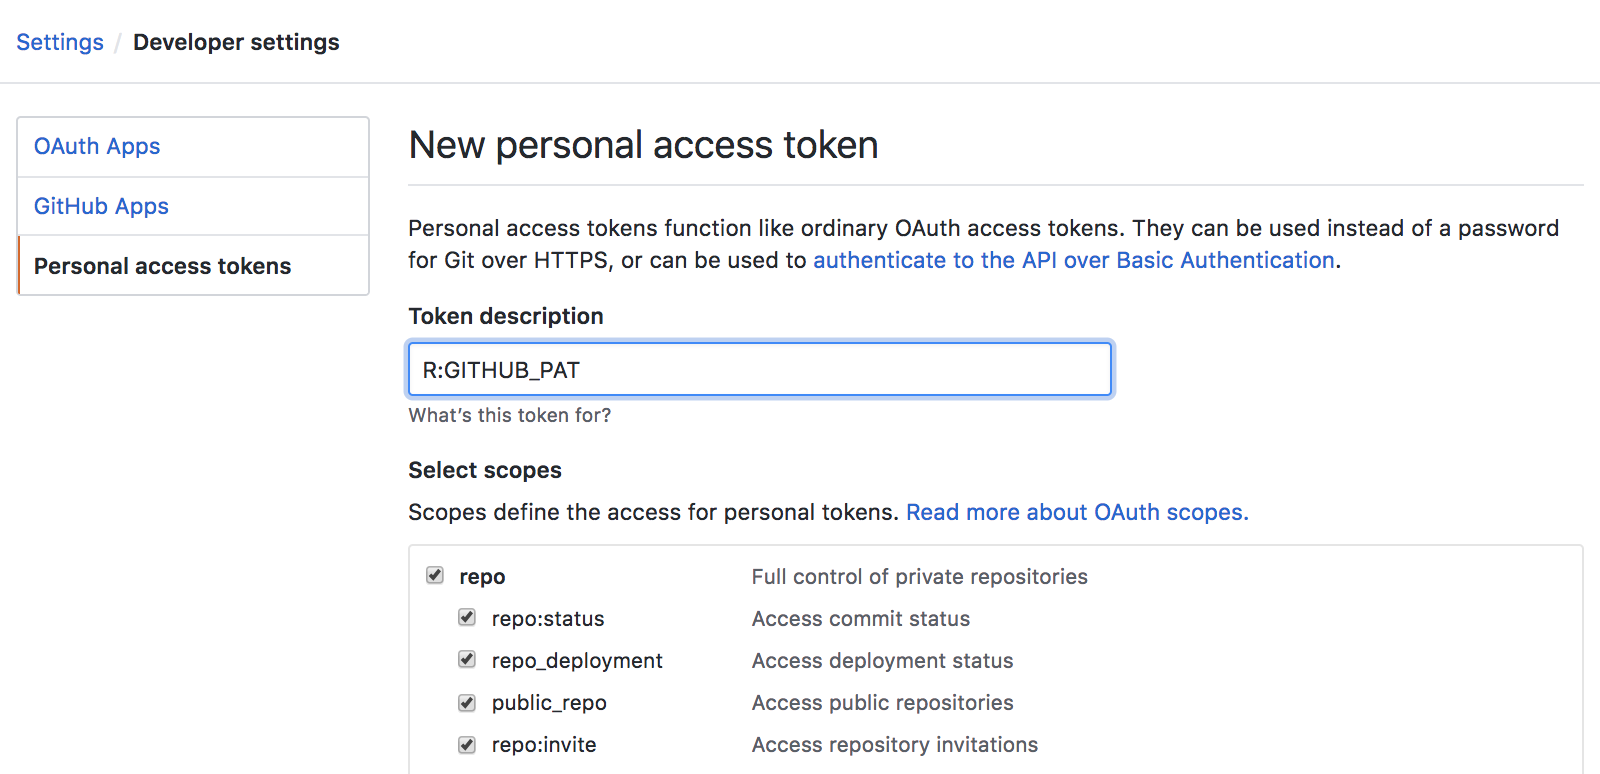 Settings / Developer settings
OAuth Apps
GitHub Apps
Personal access tokens
New personal access token
Personal access tokens function like ordinary OAuth access tokens. They can be used instead of a password
for Git over HTTPS, or can be used to authenticate to the API over Basic Authentication.
Token description
R:GITHUB_PAT
What’s this token for?
Select scopes
Scopes define the access for personal tokens. Read more about OAuth scopes.
repo Full control of private repositories
repo:status Access commit status
repo_deployment Access deployment status
public_repo Access public repositories
repo:invite Access repository invitations